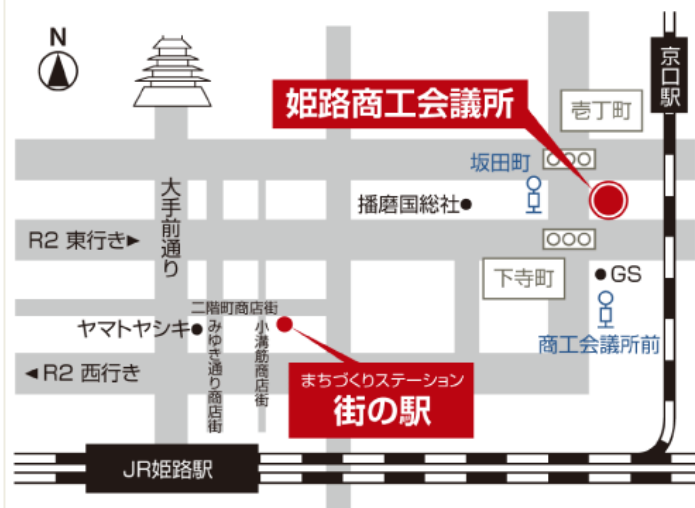 N
姫路商工会議所
壱丁町
京口駅
坂田町
播磨国総社●
大手前通り
R2 東行き▶
下寺町
●GS
商工会議所前
二階町商店街
ヤマトヤシキ●
みゆき通り商店街
小溝筋商店街
◀R2 西行き
まちづくりステーション
街の駅
JR姫路駅